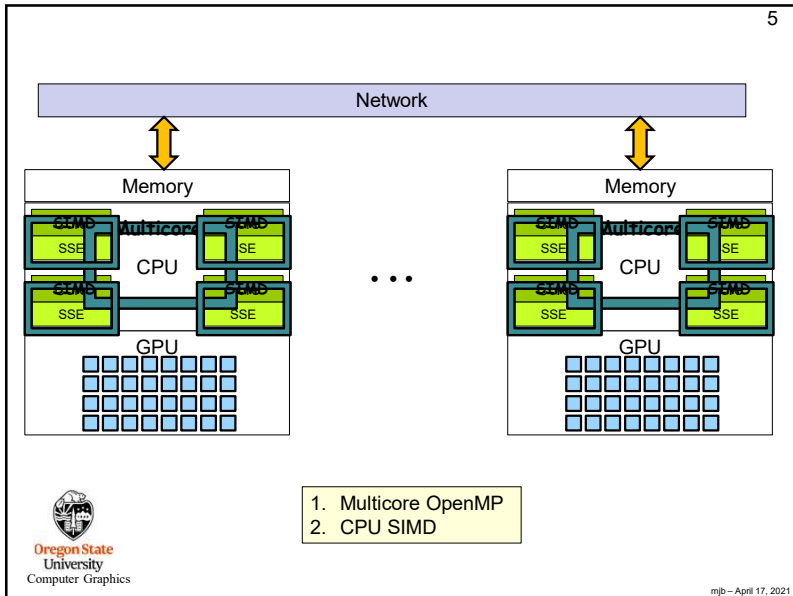 5
Network
Memory
SIMD
Multicore
SIMD
SSE
SSE
CPU
SIMD
SIMD
SSE
SSE
GPU
• • •
Memory
SIMD
Multicore
SIMD
SSE
SSE
CPU
SIMD
SIMD
SSE
SSE
GPU
1. Multicore OpenMP
2. CPU SIMD
Oregon State
University
Computer Graphics
mjb – April 17, 2021